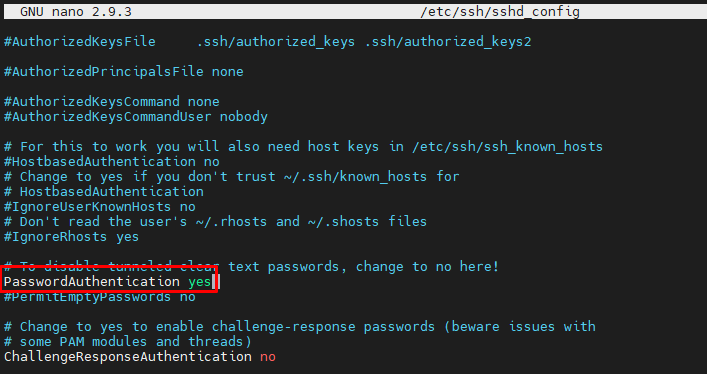 GNU nano 2.9.3 /etc/ssh/sshd_config
#AuthorizedKeysFile .ssh/authorized_keys .ssh/authorized_keys2
#AuthorizedPrincipalsFile none
#AuthorizedKeysCommand none
#AuthorizedKeysCommandUser nobody
# For this to work you will also need host keys in /etc/ssh/ssh_known_hosts
#HostbasedAuthentication no
# Change to yes if you don't trust ~/.ssh/known_hosts for
# HostbasedAuthentication
#IgnoreUserKnownHosts no
# Don't read the user's ~/.rhosts and ~/.shosts files
#IgnoreRhosts yes
# To disable tunneled clear text passwords, change to no here!
PasswordAuthentication yes
#PermitEmptyPasswords no
# Change to yes to enable challenge-response passwords (beware issues with
# some PAM modules and threads)
ChallengeResponseAuthentication no